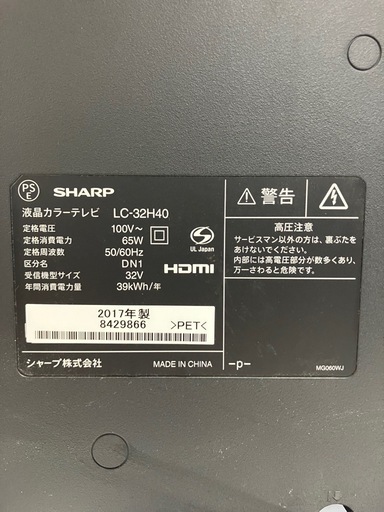 PS
E
SHARP
液晶カラーテレビ LC-32H40
定格電圧 100V～
定格消費電力 65W
定格周波数 50/60Hz
区分名 DN1
受信機型サイズ 32V
年間消費電力量 39kWh/年
UL Japan
HDMI
2017年製
8429866
>PET<
シャープ株式会社 MADE IN CHINA
警告
高圧注意
サービスマン以外の方は、裏ぶたを
あけないでください。
内部には高電圧部分が数多くあり、
万一さわると危険です。
-p-
MG060WJ